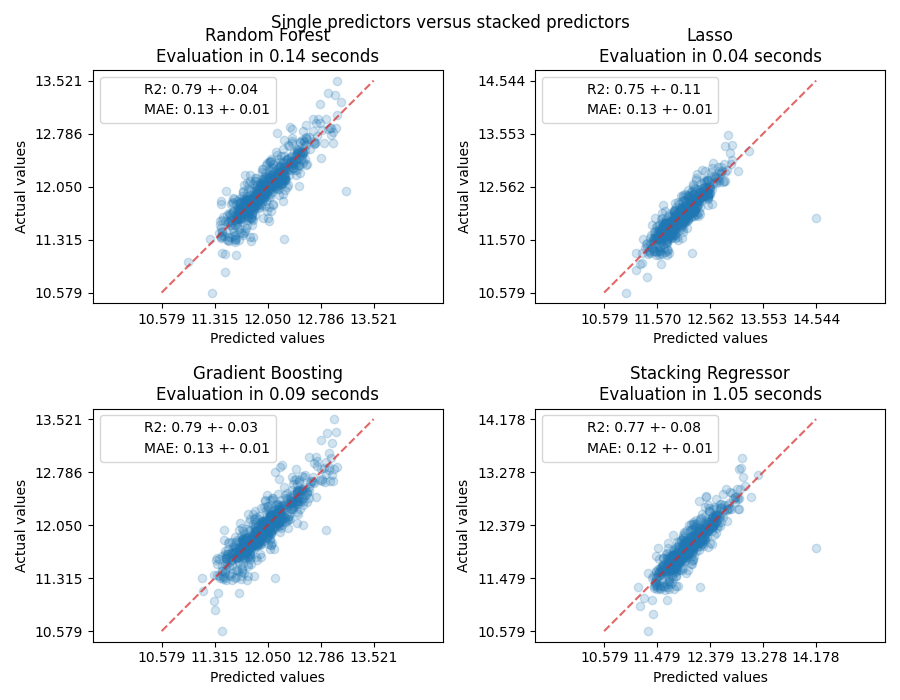 Single predictors versus stacked predictors
Random Forest
Evaluation in 0.14 seconds
R2: 0.79 +- 0.04
MAE: 0.13 +- 0.01
Actual values
13.521
12.786
12.050
11.315
10.579
10.579 11.315 12.050 12.786 13.521
Predicted values
Lasso
Evaluation in 0.04 seconds
R2: 0.75 +- 0.11
MAE: 0.13 +- 0.01
Actual values
14.544
13.553
12.562
11.570
10.579
10.579 11.570 12.562 13.553 14.544
Predicted values
Gradient Boosting
Evaluation in 0.09 seconds
R2: 0.79 +- 0.03
MAE: 0.13 +- 0.01
Actual values
13.521
12.786
12.050
11.315
10.579
10.579 11.315 12.050 12.786 13.521
Predicted values
Stacking Regressor
Evaluation in 1.05 seconds
R2: 0.77 +- 0.08
MAE: 0.12 +- 0.01
Actual values
14.178
13.278
12.379
11.479
10.579
10.579 11.479 12.379 13.278 14.178
Predicted values